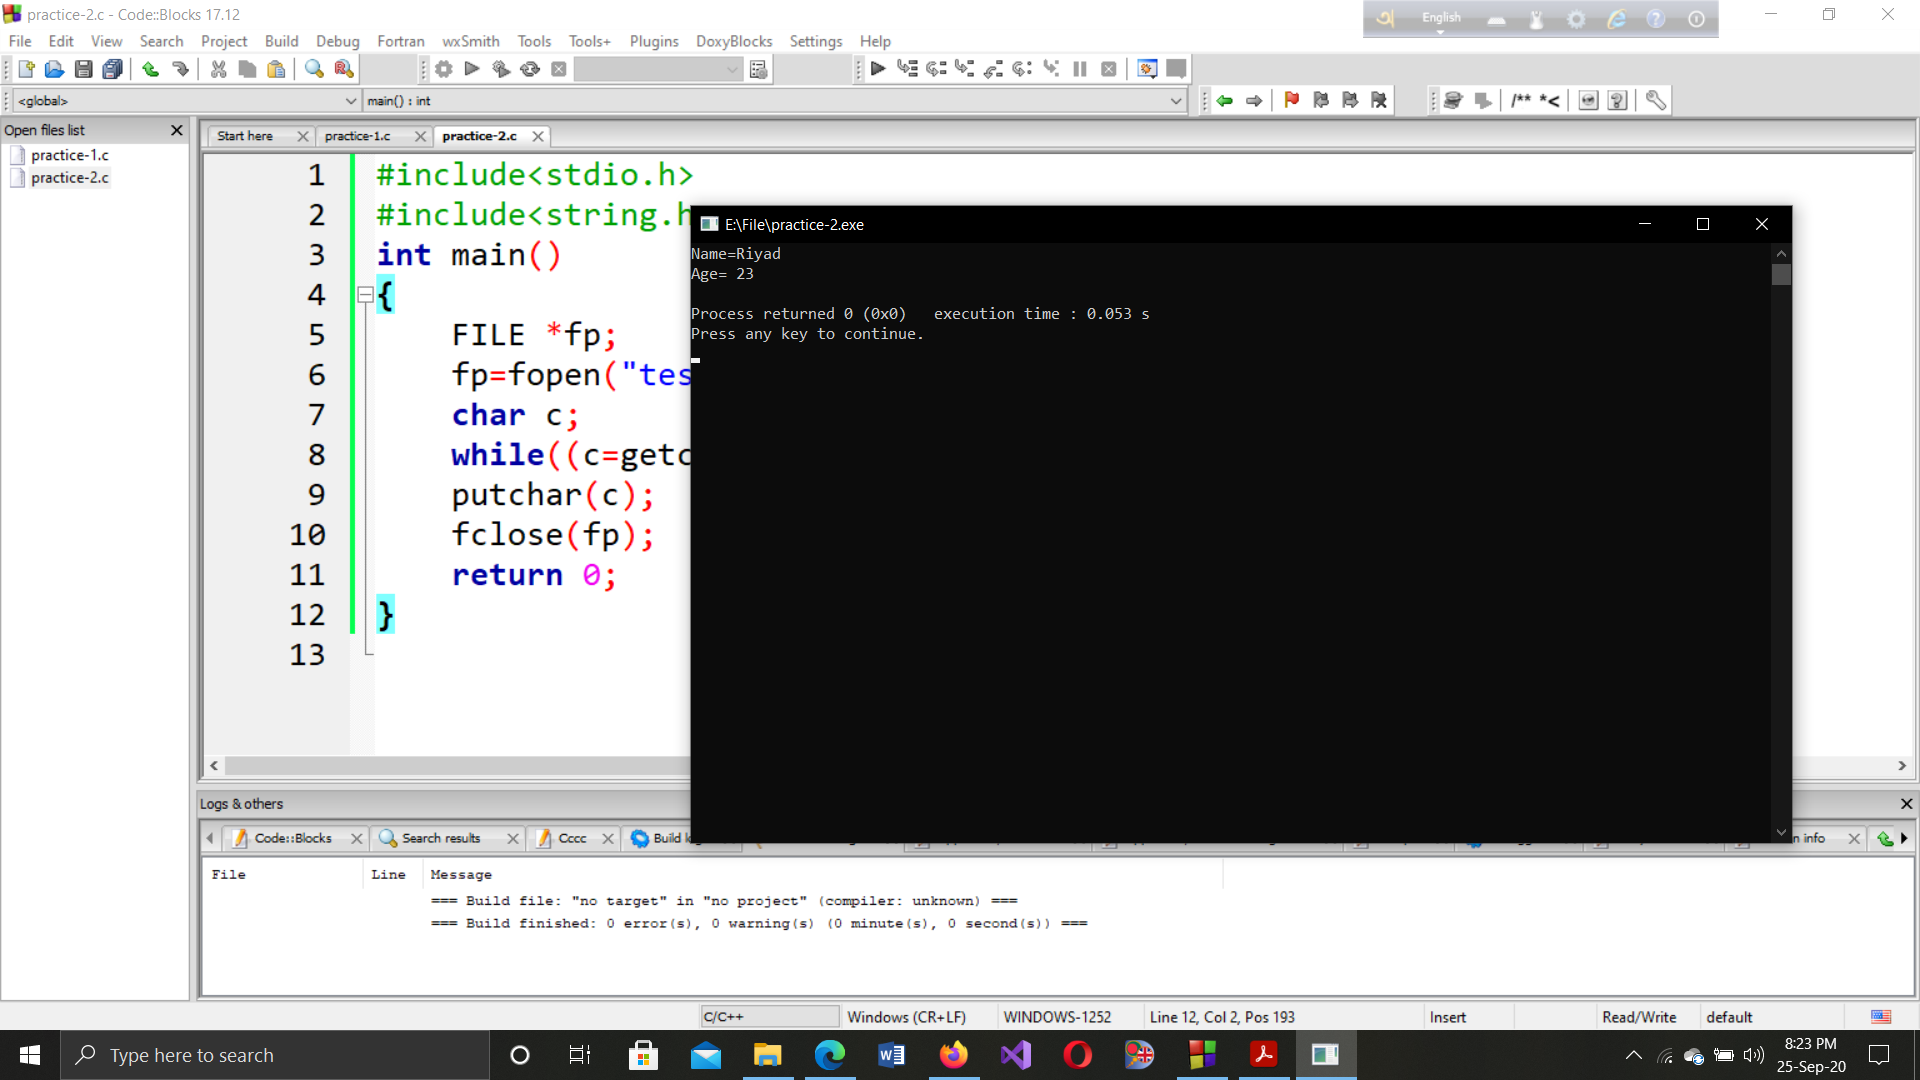 practice-2.c - Code::Blocks 17.12
English
File Edit View Search Project Build Debug Fortran wxSmith Tools Tools+ Plugins DoxyBlocks Settings Help
<global>
main() : int
/** *<
Open files list
practice-1.c
practice-2.c
Start here
practice-1.c
practice-2.c
1 #include<stdio.h>
2 #include<string.h
3 int main()
4 {
5 FILE *fp;
6 fp=fopen("tes
7 char c;
8 while((c=getc
9 putchar(c);
10 fclose(fp);
11 return 0;
12 }
13
E:\File\practice-2.exe
Name=Riyad
Age= 23
Process returned 0 (0x0)   execution time : 0.053 s
Press any key to continue.
Logs & others
Code::Blocks
Search results
Cccc
Build l
n info
File Line Message
=== Build file: "no target" in "no project" (compiler: unknown) ===
=== Build finished: 0 error(s), 0 warning(s) (0 minute(s), 0 second(s)) ===
C/C++ Windows (CR+LF) WINDOWS-1252 Line 12, Col 2, Pos 193 Insert Read/Write default
Type here to search
8:23 PM
25-Sep-20